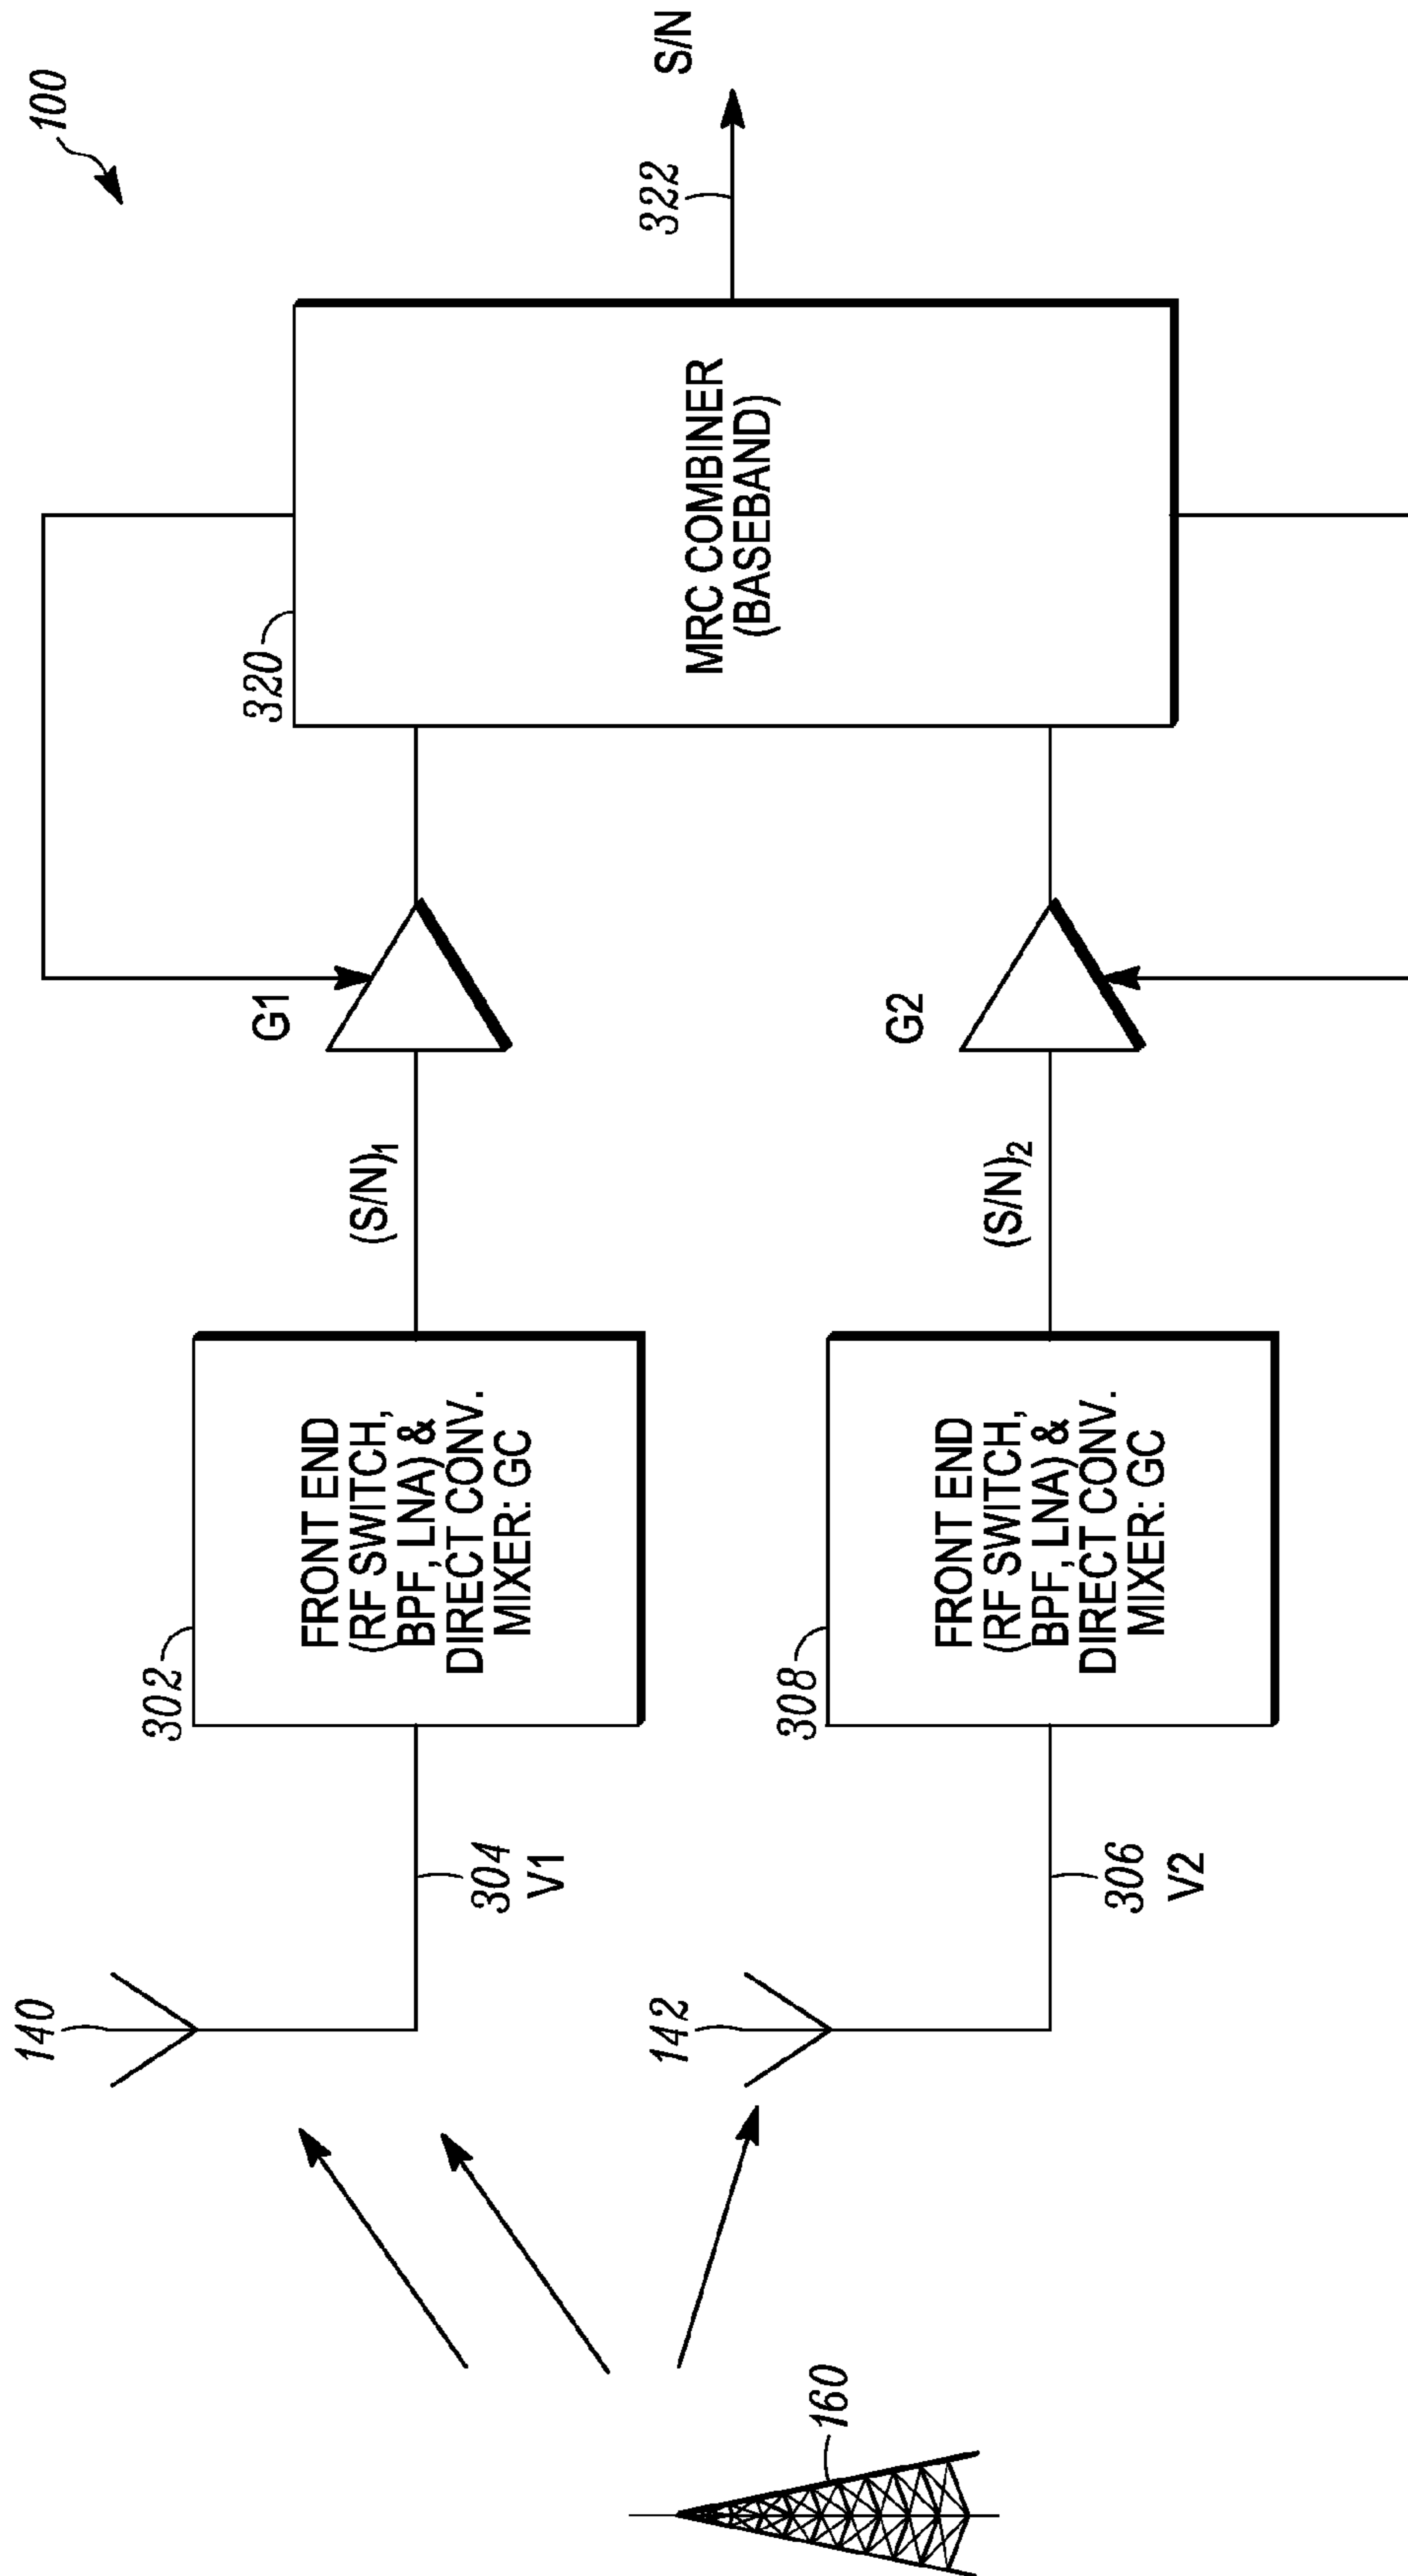 100
140
302
FRONT END
(RF SWITCH,
BPF, LNA) &
DIRECT CONV.
MIXER: GC
304
V1
(S/N)1
G1
320
MRC COMBINER
(BASEBAND)
322
S/N
160
142
308
FRONT END
(RF SWITCH,
BPF, LNA) &
DIRECT CONV.
MIXER: GC
306
V2
(S/N)2
G2